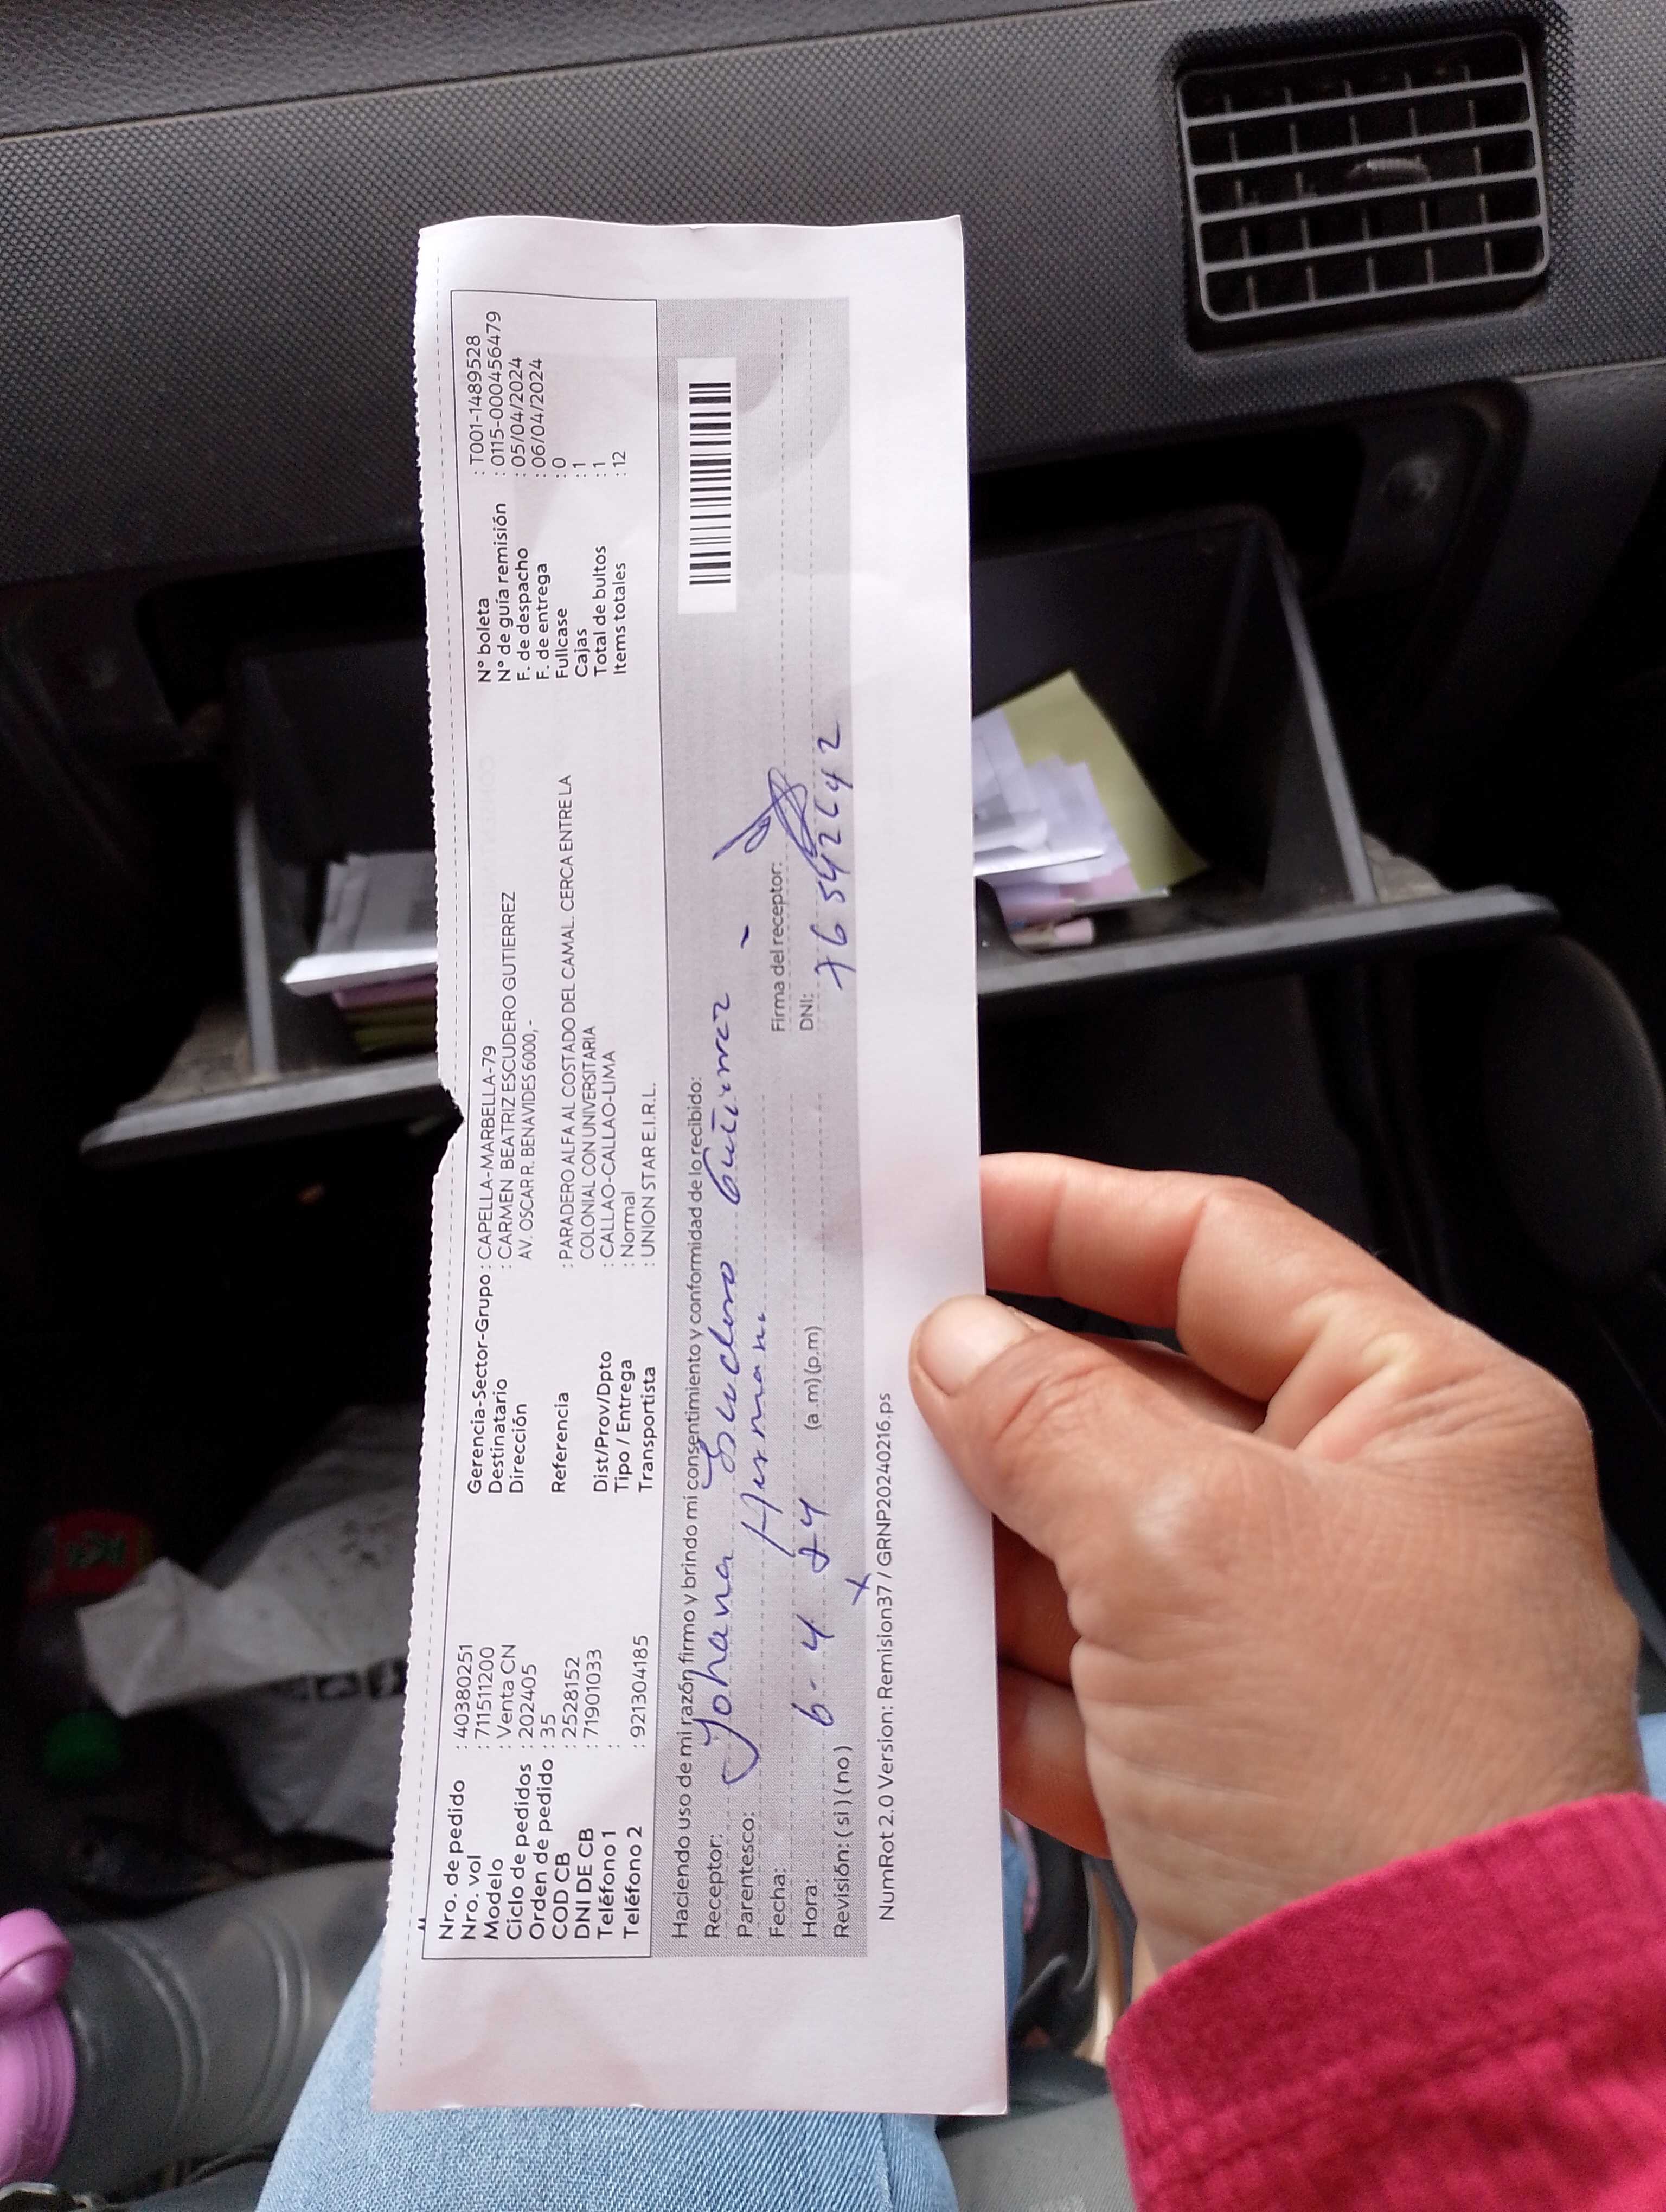 Nro. de pedido : 40380251
Nro. vol : 711511200
Modelo : Venta CN
Ciclo de pedidos : 202405
Orden de pedido : 35
COD CB : 2528152
DNI DE CB : 71901033
Teléfono 1 :
Teléfono 2 : 921304185
Gerencia-Sector-Grupo : CAPELLA-MARBELLA-79
Destinatario : CARMEN BEATRIZ ESCUDERO GUTIERREZ
Dirección AV. OSCAR R. BENAVIDES 6000,-
Referencia : PARADERO ALFA AL COSTADO DEL CAMAL. CERCA ENTRE LA
COLONIAL CON UNIVERSITARIA
Dist/Prov/Dpto : CALLAO-CALLAO-LIMA
Tipo / Entrega : Normal
Transportista : UNION STAR E.I.R.L.
N° boleta : T001-1489528
N° de guía remisión : 0115-0000456479
F. de despacho : 05/04/2024
F. de entrega : 06/04/2024
Fullcase : 0
Cajas : 1
Total de bultos : 1
Items totales : 12
Haciendo uso de mi razón firmo y brindo mi consentimiento y conformidad de lo recibido:
Receptor: Johana Escudero
Parentesco: Hermana
Fecha: 6-4 24
Hora: (a.m)(p.m)
Revisión: ( si ) ( no ) x
Firma del receptor:
DNI:
NumRot 2.0 Version: Remision37 / GRNP20240216.ps